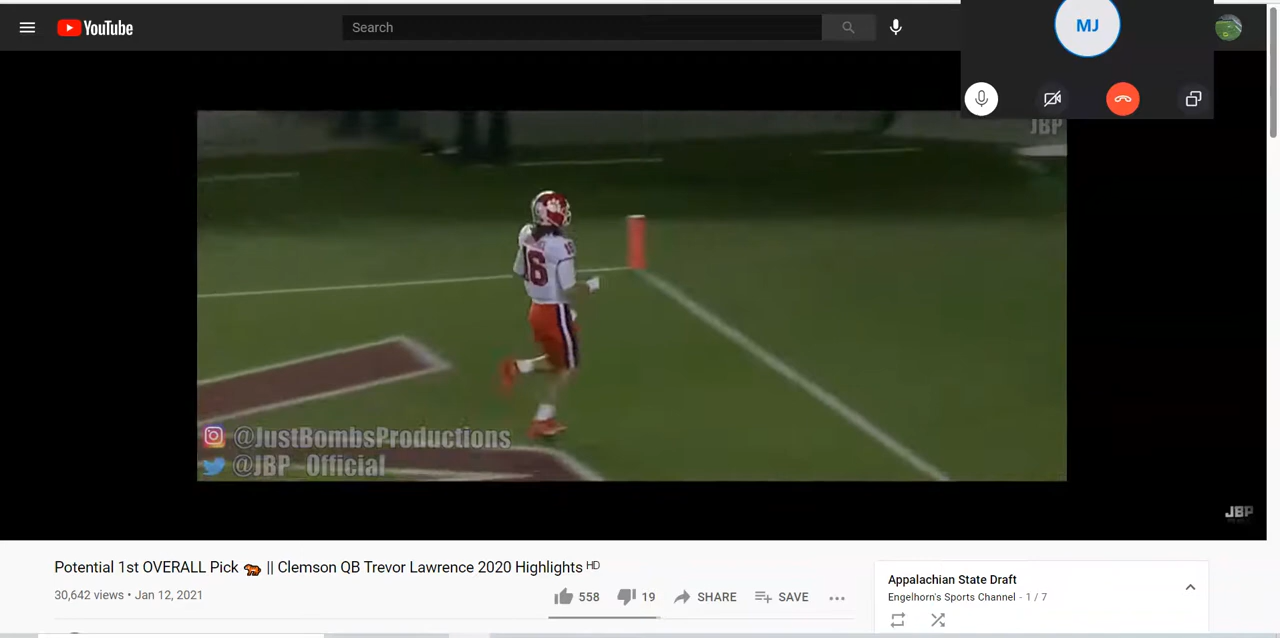 YouTube
Search
MJ
JBP
16
@JustBombsProductions
@JBP_Official
JBP
Potential 1st OVERALL Pick 🐅 || Clemson QB Trevor Lawrence 2020 Highlights HD
30,642 views • Jan 12, 2021
558
19
SHARE
SAVE
Appalachian State Draft
Engelhorn's Sports Channel - 1 / 7